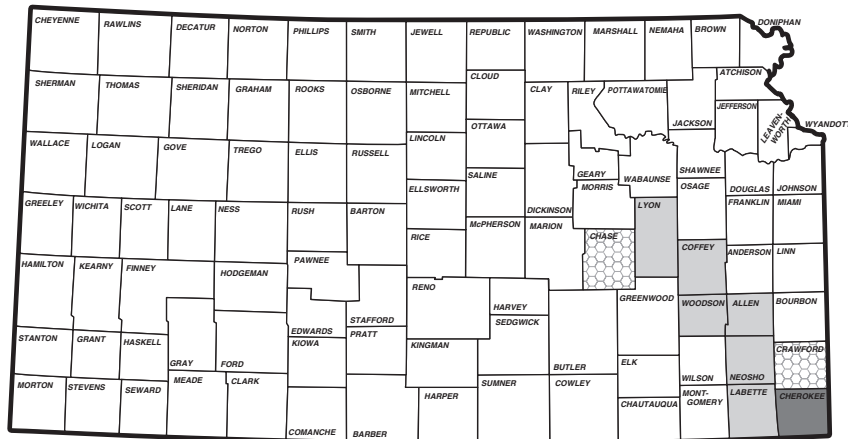 CHEYENNE RAWLINS DECATUR NORTON PHILLIPS SMITH JEWELL REPUBLIC WASHINGTON MARSHALL NEMAHA BROWN DONIPHAN
CLOUD ATCHISON
SHERMAN THOMAS SHERIDAN GRAHAM ROOKS OSBORNE MITCHELL CLAY RILEY POTTAWATOMIE
JACKSON JEFFERSON LEAVEN-
WORTH WYANDOTT
WALLACE LOGAN GOVE TREGO ELLIS RUSSELL LINCOLN OTTAWA
GEARY WABAUNSE SHAWNEE
ELLSWORTH SALINE DICKINSON MORRIS OSAGE DOUGLAS JOHNSON
GREELEY WICHITA SCOTT LANE NESS RUSH BARTON LYON FRANKLIN MIAMI
RICE McPHERSON MARION CHASE
HAMILTON KEARNY FINNEY HODGEMAN PAWNEE COFFEY ANDERSON LINN
RENO HARVEY GREENWOOD WOODSON ALLEN BOURBON
STAFFORD SEDGWICK
EDWARDS PRATT
STANTON GRANT HASKELL GRAY FORD KIOWA KINGMAN BUTLER ELK WILSON NEOSHO CRAWFORD
MORTON STEVENS SEWARD MEADE CLARK HARPER SUMNER COWLEY CHAUTAUQUA MONT-
GOMERY LABETTE CHEROKEE
COMANCHE BARBER